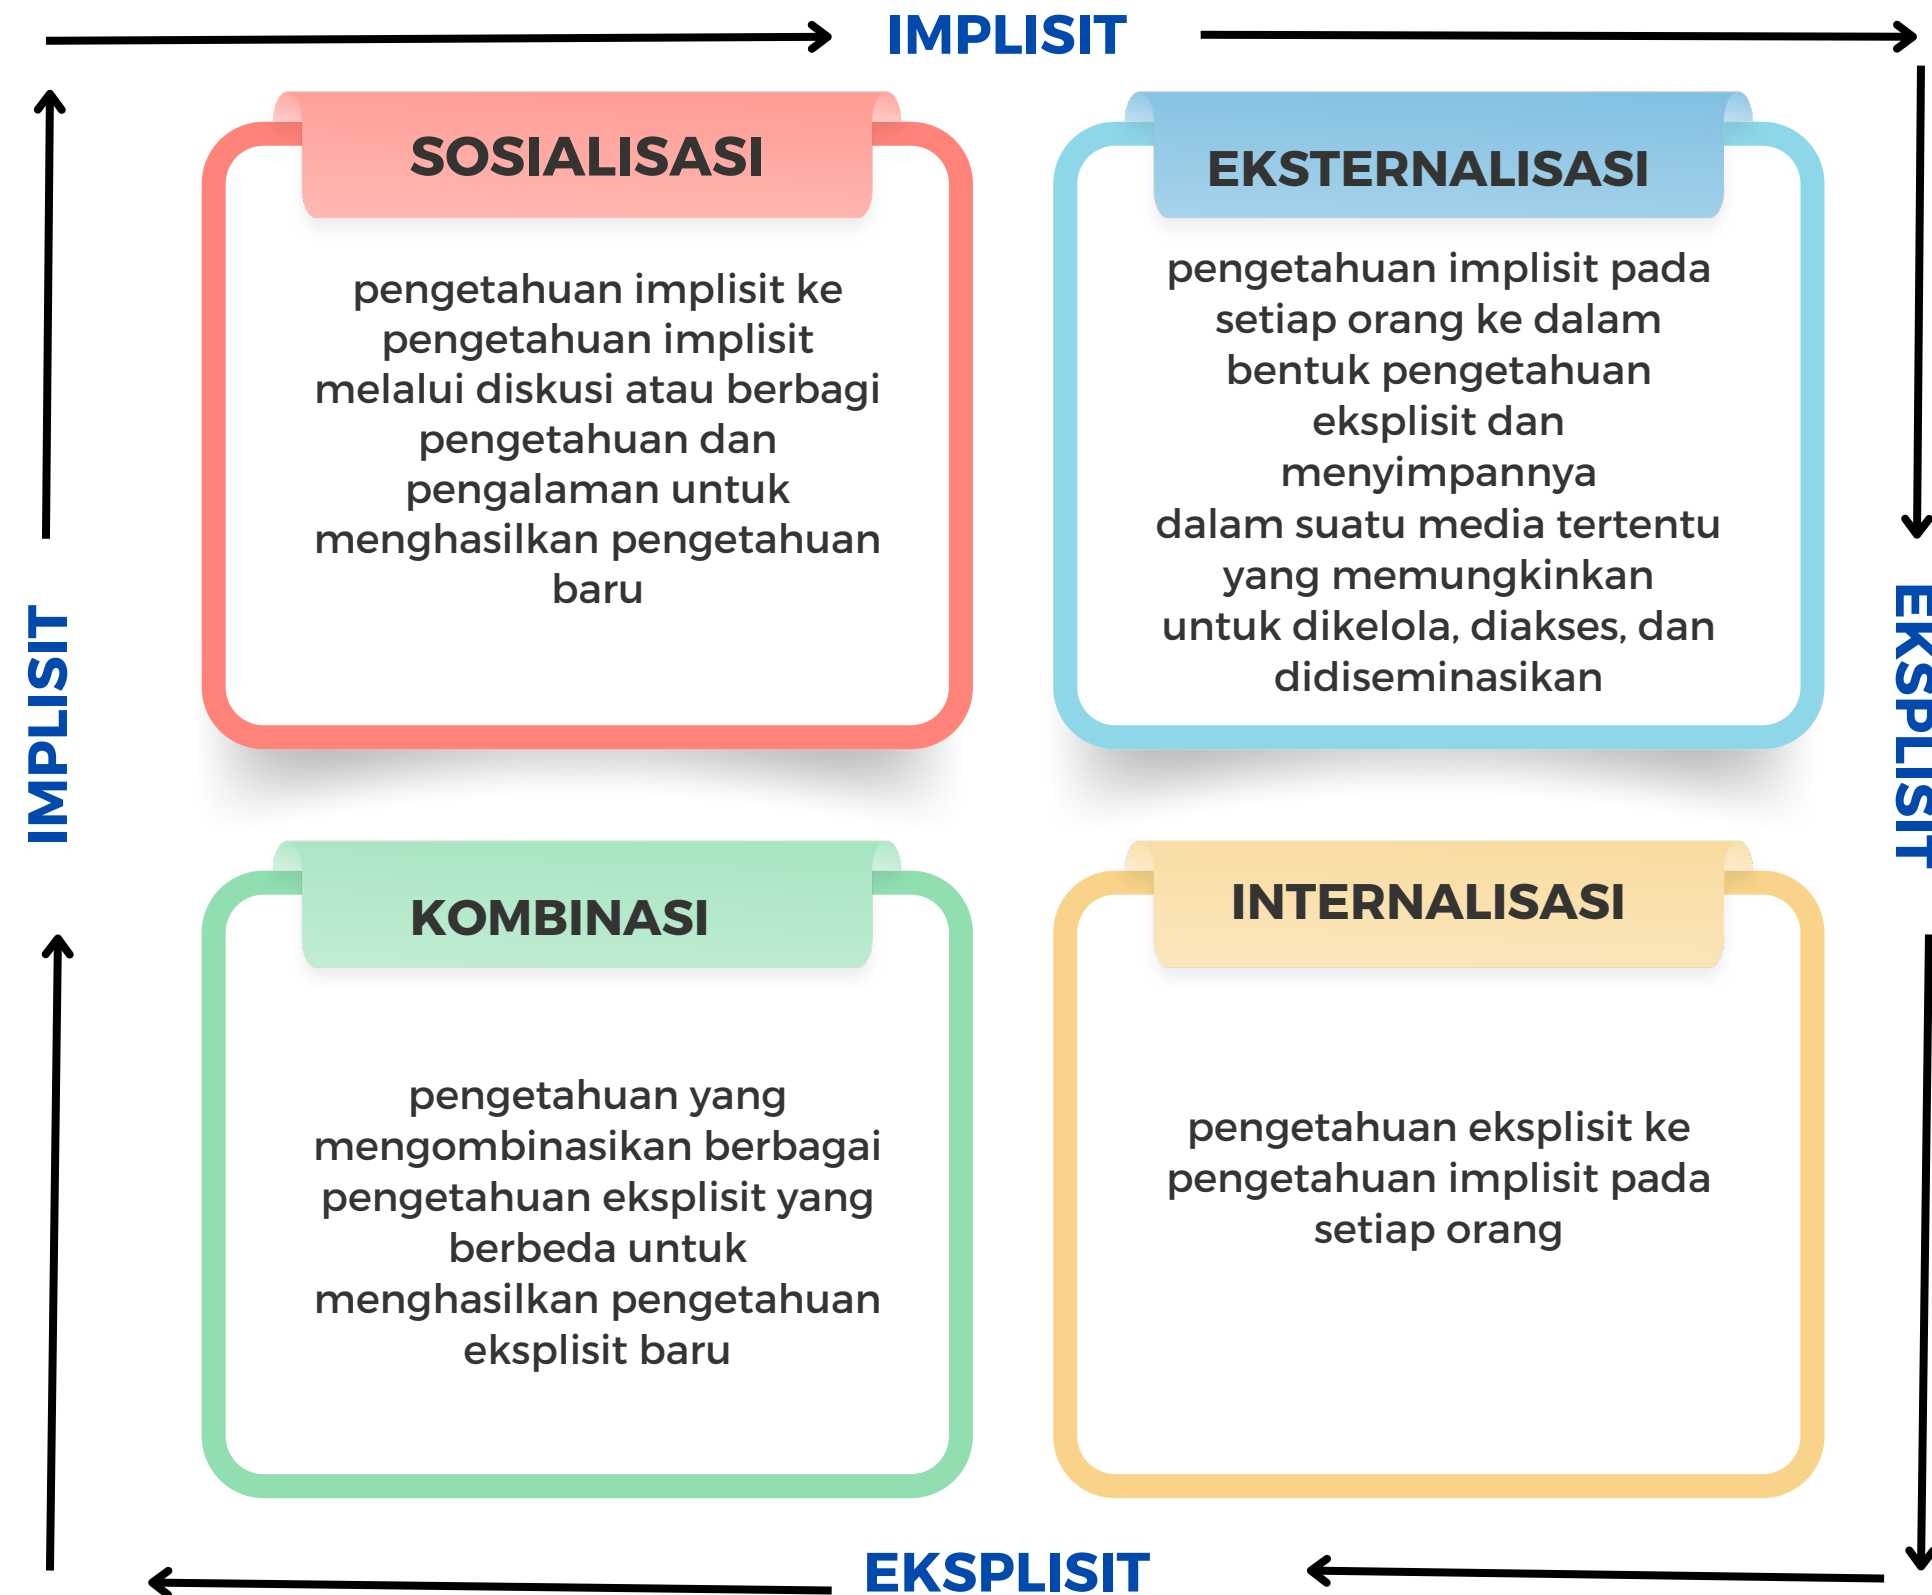 IMPLISIT
SOSIALISASI
pengetahuan implisit ke
pengetahuan implisit
melalui diskusi atau berbagi
pengetahuan dan
pengalaman untuk
menghasilkan pengetahuan
baru
EKSTERNALISASI
pengetahuan implisit pada
setiap orang ke dalam
bentuk pengetahuan
eksplisit dan
menyimpannya
dalam suatu media tertentu
yang memungkinkan
untuk dikelola, diakses, dan
didiseminasikan
IMPLISIT
EKSPLISIT
KOMBINASI
pengetahuan yang
mengombinasikan berbagai
pengetahuan eksplisit yang
berbeda untuk
menghasilkan pengetahuan
eksplisit baru
INTERNALISASI
pengetahuan eksplisit ke
pengetahuan implisit pada
setiap orang
EKSPLISIT